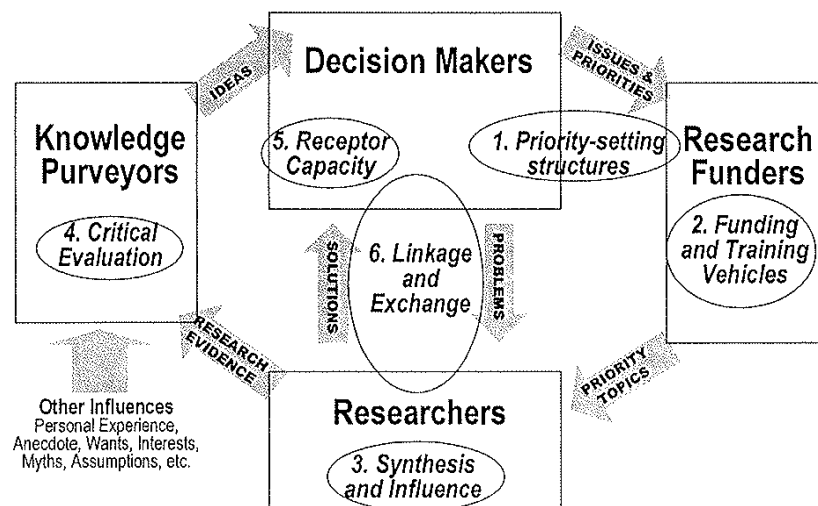 Decision Makers
IDEAS
ISSUES &
PRIORITIES
Knowledge
Purveyors
5. Receptor
Capacity
1. Priority-setting
structures
Research
Funders
4. Critical
Evaluation
2. Funding
and Training
Vehicles
SOLUTIONS
6. Linkage
and
Exchange
PROBLEMS
RESEARCH
EVIDENCE
PRIORITY
TOPICS
Other Influences
Personal Experience,
Anecdote, Wants, Interests,
Myths, Assumptions, etc.
Researchers
3. Synthesis
and Influence